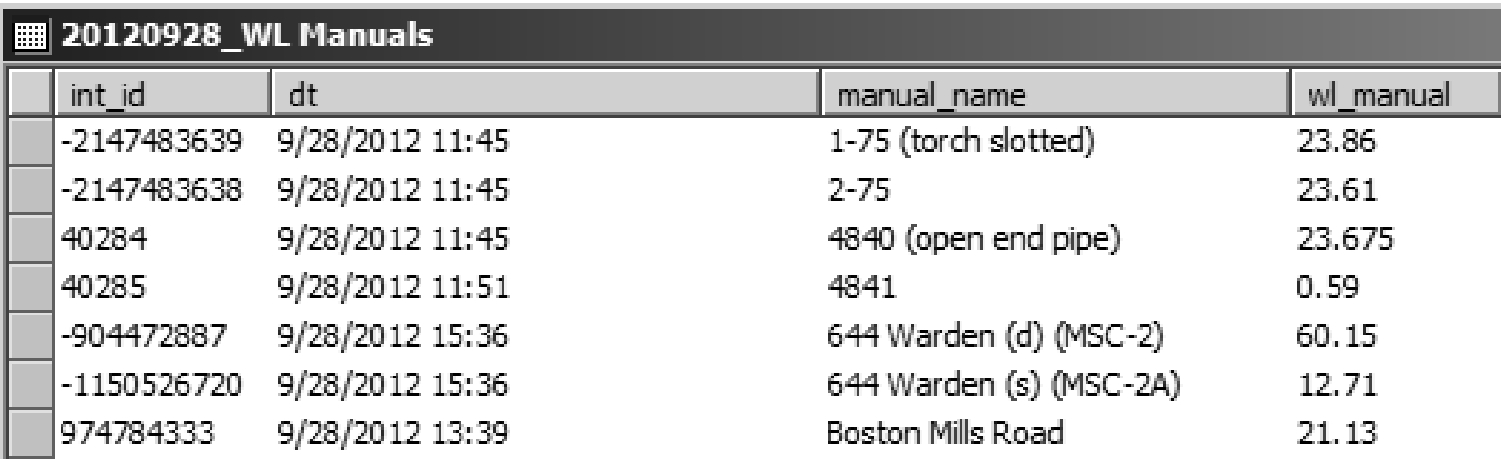 20120928_WL Manuals
int_id dt manual_name wl_manual
-2147483639 9/28/2012 11:45 1-75 (torch slotted) 23.86
-2147483638 9/28/2012 11:45 2-75 23.61
40284 9/28/2012 11:45 4840 (open end pipe) 23.675
40285 9/28/2012 11:51 4841 0.59
-904472887 9/28/2012 15:36 644 Warden (d) (MSC-2) 60.15
-1150526720 9/28/2012 15:36 644 Warden (s) (MSC-2A) 12.71
974784333 9/28/2012 13:39 Boston Mills Road 21.13